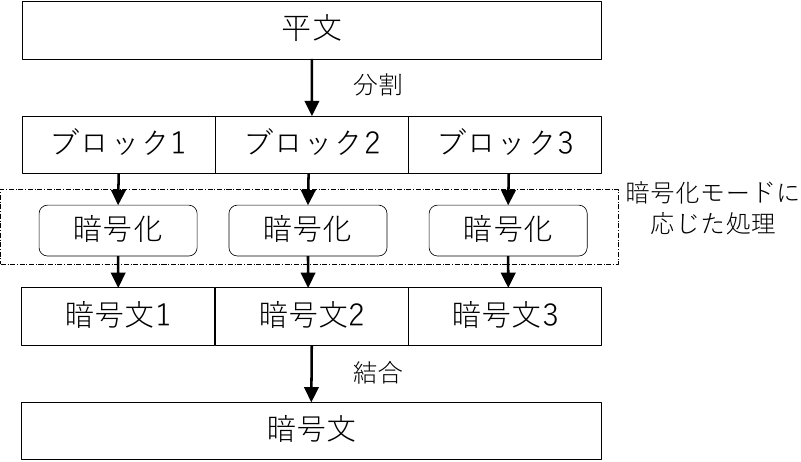 平文
分割
ブロック1
ブロック2
ブロック3
暗号化モードに
応じた処理
暗号化
暗号化
暗号化
暗号文1
暗号文2
暗号文3
結合
暗号文